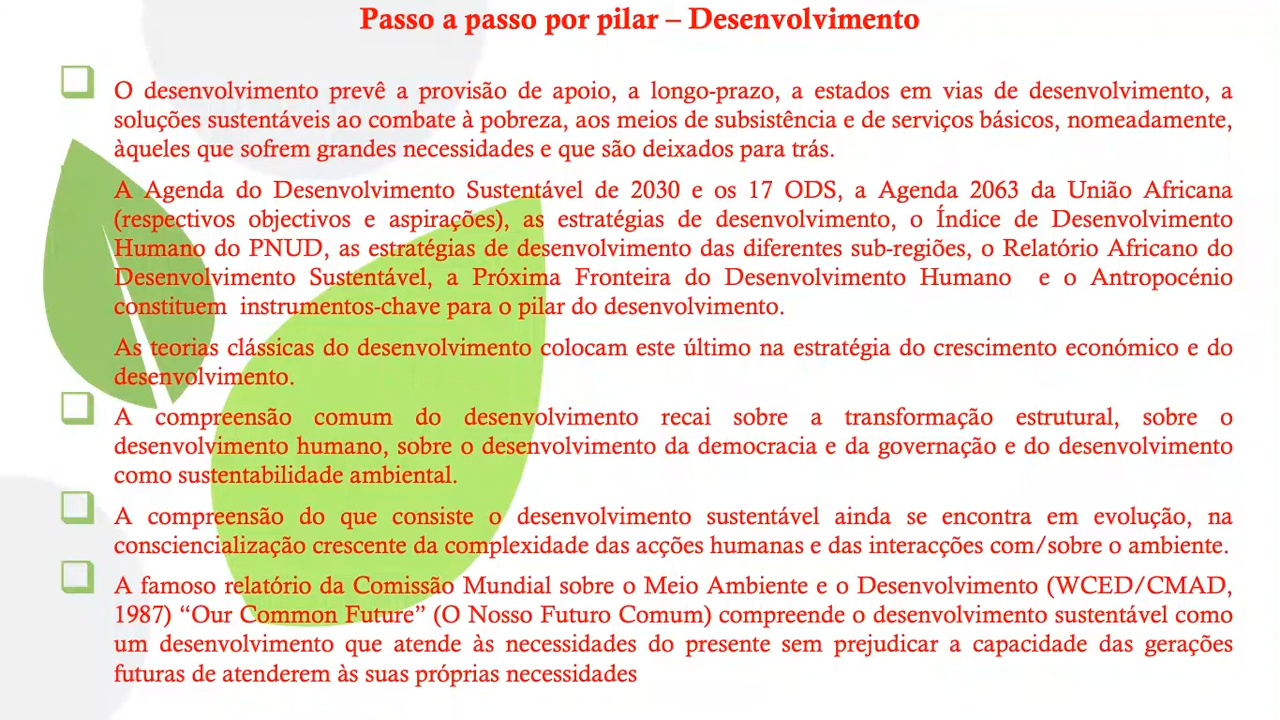 Passo a passo por pilar – Desenvolvimento
O desenvolvimento prevê a provisão de apoio, a longo-prazo, a estados em vias de desenvolvimento, a
soluções sustentáveis ao combate à pobreza, aos meios de subsistência e de serviços básicos, nomeadamente,
àqueles que sofrem grandes necessidades e que são deixados para trás.
A Agenda do Desenvolvimento Sustentável de 2030 e os 17 ODS, a Agenda 2063 da União Africana
(respectivos objectivos e aspirações), as estratégias de desenvolvimento, o Índice de Desenvolvimento
Humano do PNUD, as estratégias de desenvolvimento das diferentes sub-regiões, o Relatório Africano do
Desenvolvimento Sustentável, a Próxima Fronteira do Desenvolvimento Humano e o Antropocénio
constituem instrumentos-chave para o pilar do desenvolvimento.
As teorias clássicas do desenvolvimento colocam este último na estratégia do crescimento económico e do
desenvolvimento.
A compreensão comum do desenvolvimento recai sobre a transformação estrutural, sobre o
desenvolvimento humano, sobre o desenvolvimento da democracia e da governação e do desenvolvimento
como sustentabilidade ambiental.
A compreensão do que consiste o desenvolvimento sustentável ainda se encontra em evolução, na
consciencialização crescente da complexidade das acções humanas e das interacções com/sobre o ambiente.
A famoso relatório da Comissão Mundial sobre o Meio Ambiente e o Desenvolvimento (WCED/CMAD,
1987) “Our Common Future” (O Nosso Futuro Comum) compreende o desenvolvimento sustentável como
um desenvolvimento que atende às necessidades do presente sem prejudicar a capacidade das gerações
futuras de atenderem às suas próprias necessidades